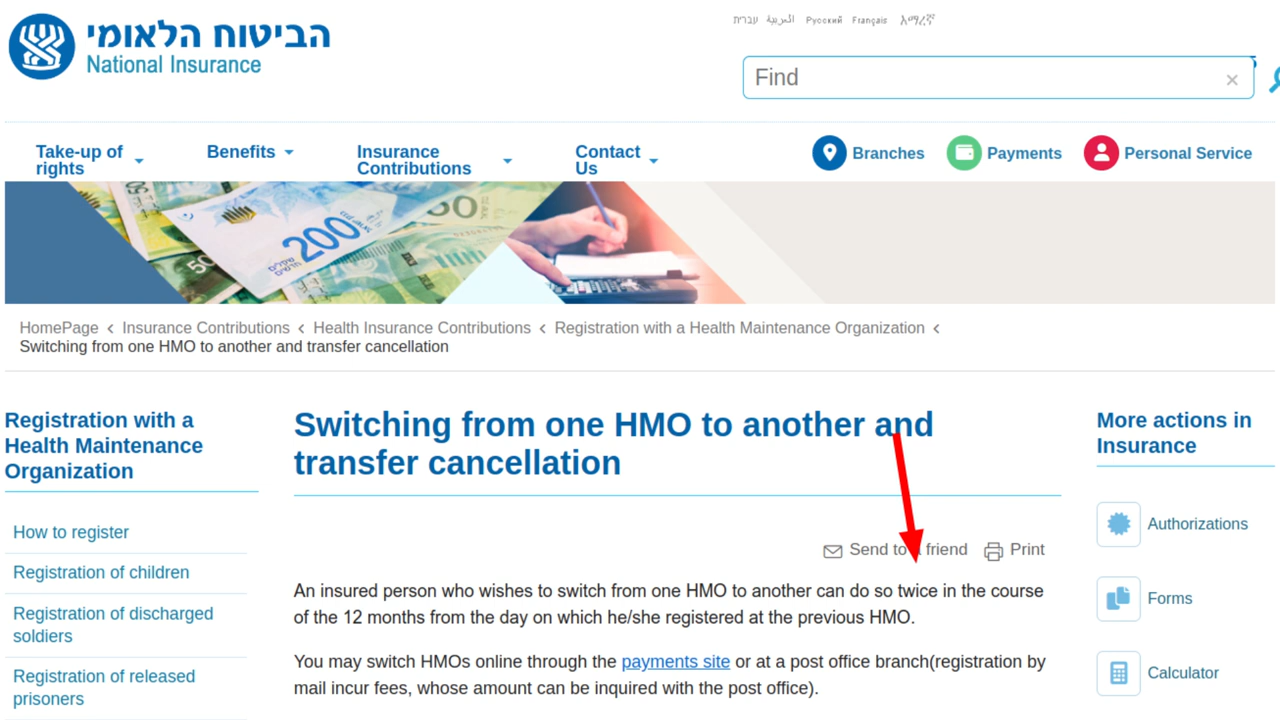 הביטוח הלאומי
National Insurance
עברית العربية Русский Français አማርኛ
Find
Take-up of rights
Benefits
Insurance Contributions
Contact Us
Branches
Payments
Personal Service
200
שקלים
חדשים
50
50
HomePage < Insurance Contributions < Health Insurance Contributions < Registration with a Health Maintenance Organization <
Switching from one HMO to another and transfer cancellation
Registration with a
Health Maintenance
Organization
How to register
Registration of children
Registration of discharged
soldiers
Registration of released
prisoners
Switching from one HMO to another and
transfer cancellation
Send to a friend Print
An insured person who wishes to switch from one HMO to another can do so twice in the course
of the 12 months from the day on which he/she registered at the previous HMO.
You may switch HMOs online through the payments site or at a post office branch(registration by
mail incur fees, whose amount can be inquired with the post office).
More actions in
Insurance
Authorizations
Forms
Calculator